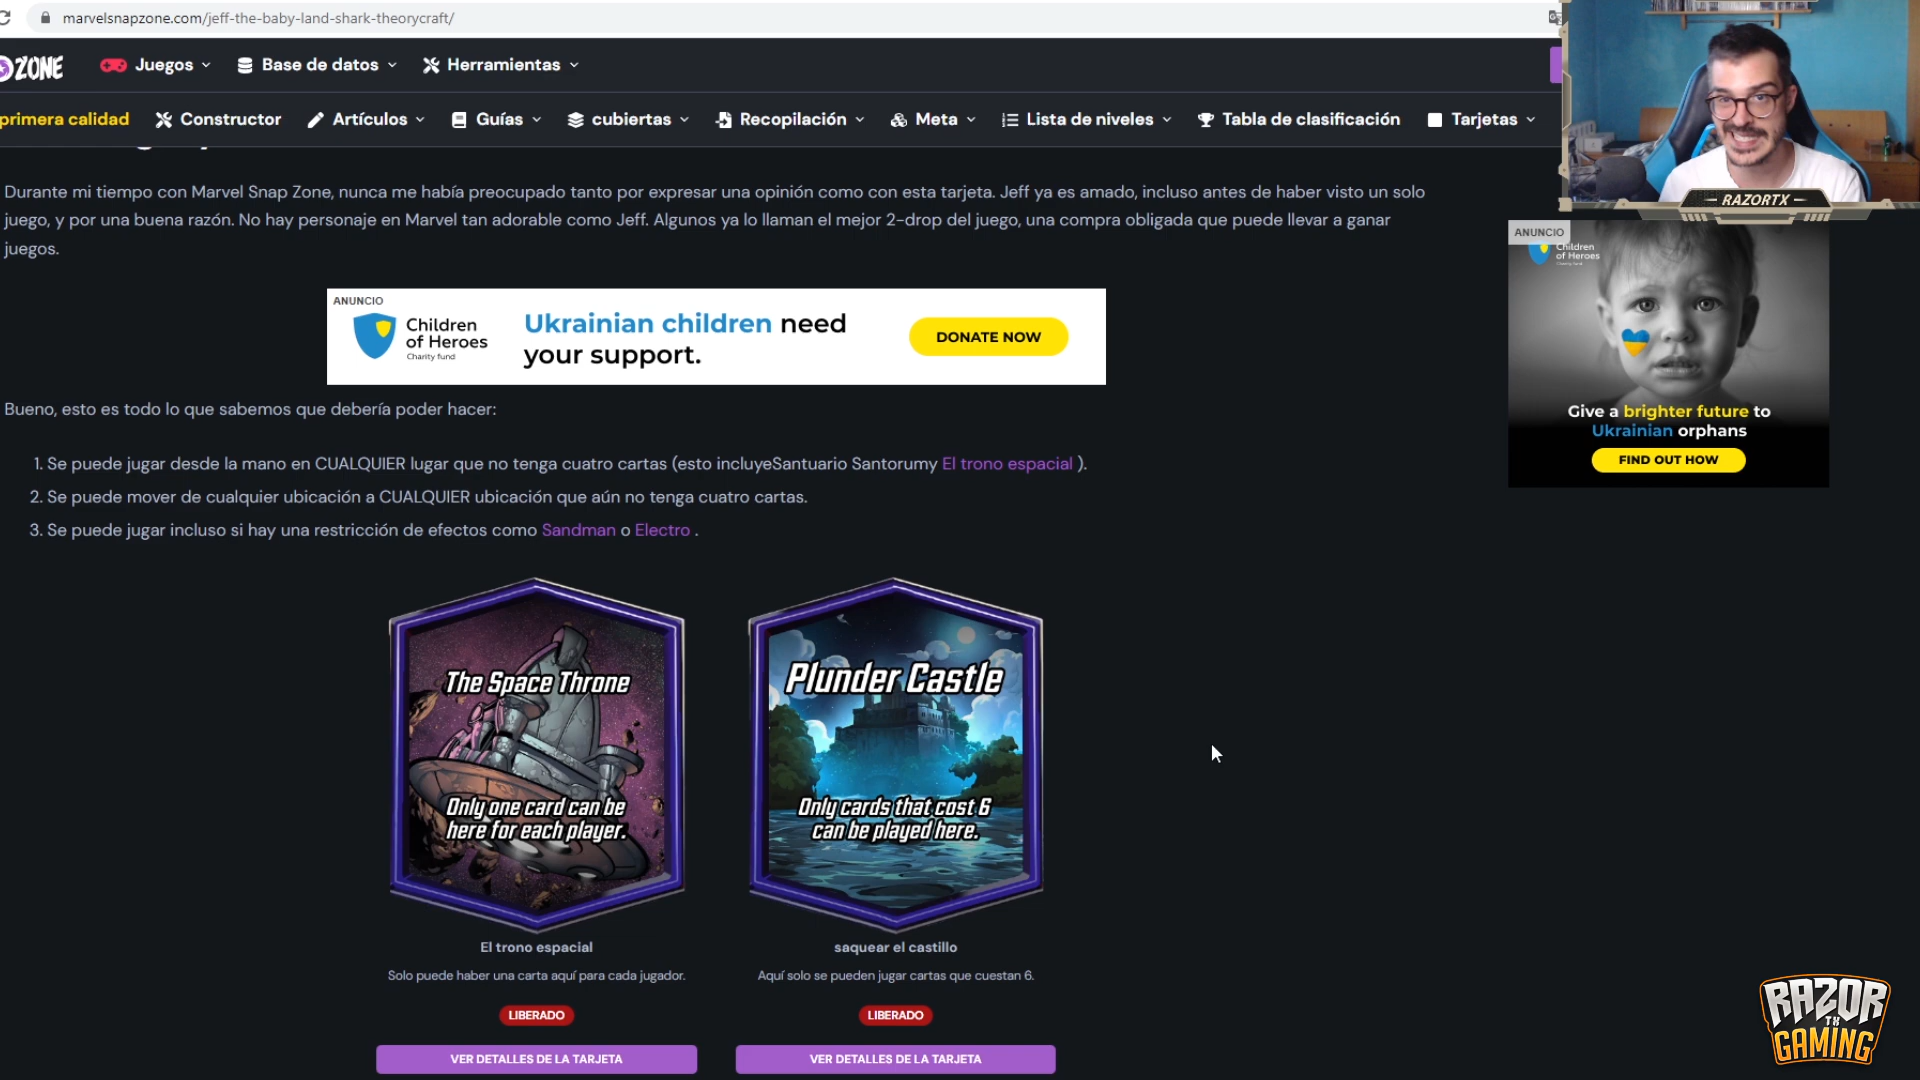 marvelsnapzone.com/jeff-the-baby-land-shark-theorycraft/
ZONE
Juegos
Base de datos
Herramientas
primera calidad
Constructor
Artículos
Guías
cubiertas
Recopilación
Meta
Lista de niveles
Tabla de clasificación
Tarjetas
RAZORTX
Durante mi tiempo con Marvel Snap Zone, nunca me había preocupado tanto por expresar una opinión como con esta tarjeta. Jeff ya es amado, incluso antes de haber visto un solo
juego, y por una buena razón. No hay personaje en Marvel tan adorable como Jeff. Algunos ya lo llaman el mejor 2-drop del juego, una compra obligada que puede llevar a ganar
juegos.
ANUNCIO
Children
of Heroes
Charity fund
Ukrainian children need
your support.
DONATE NOW
ANUNCIO
Children
of Heroes
Charity fund
Give a brighter future to
Ukrainian orphans
FIND OUT HOW
Bueno, esto es todo lo que sabemos que debería poder hacer:
1. Se puede jugar desde la mano en CUALQUIER lugar que no tenga cuatro cartas (esto incluyeSantuario Santorumy El trono espacial ).
2. Se puede mover de cualquier ubicación a CUALQUIER ubicación que aún no tenga cuatro cartas.
3. Se puede jugar incluso si hay una restricción de efectos como Sandman o Electro .
The Space Throne
Only one card can be
here for each player.
Plunder Castle
Only cards that cost 6
can be played here.
El trono espacial
Solo puede haber una carta aquí para cada jugador.
LIBERADO
VER DETALLES DE LA TARJETA
saquear el castillo
Aquí solo se pueden jugar cartas que cuestan 6.
LIBERADO
VER DETALLES DE LA TARJETA
RAZOR
TX
GAMING